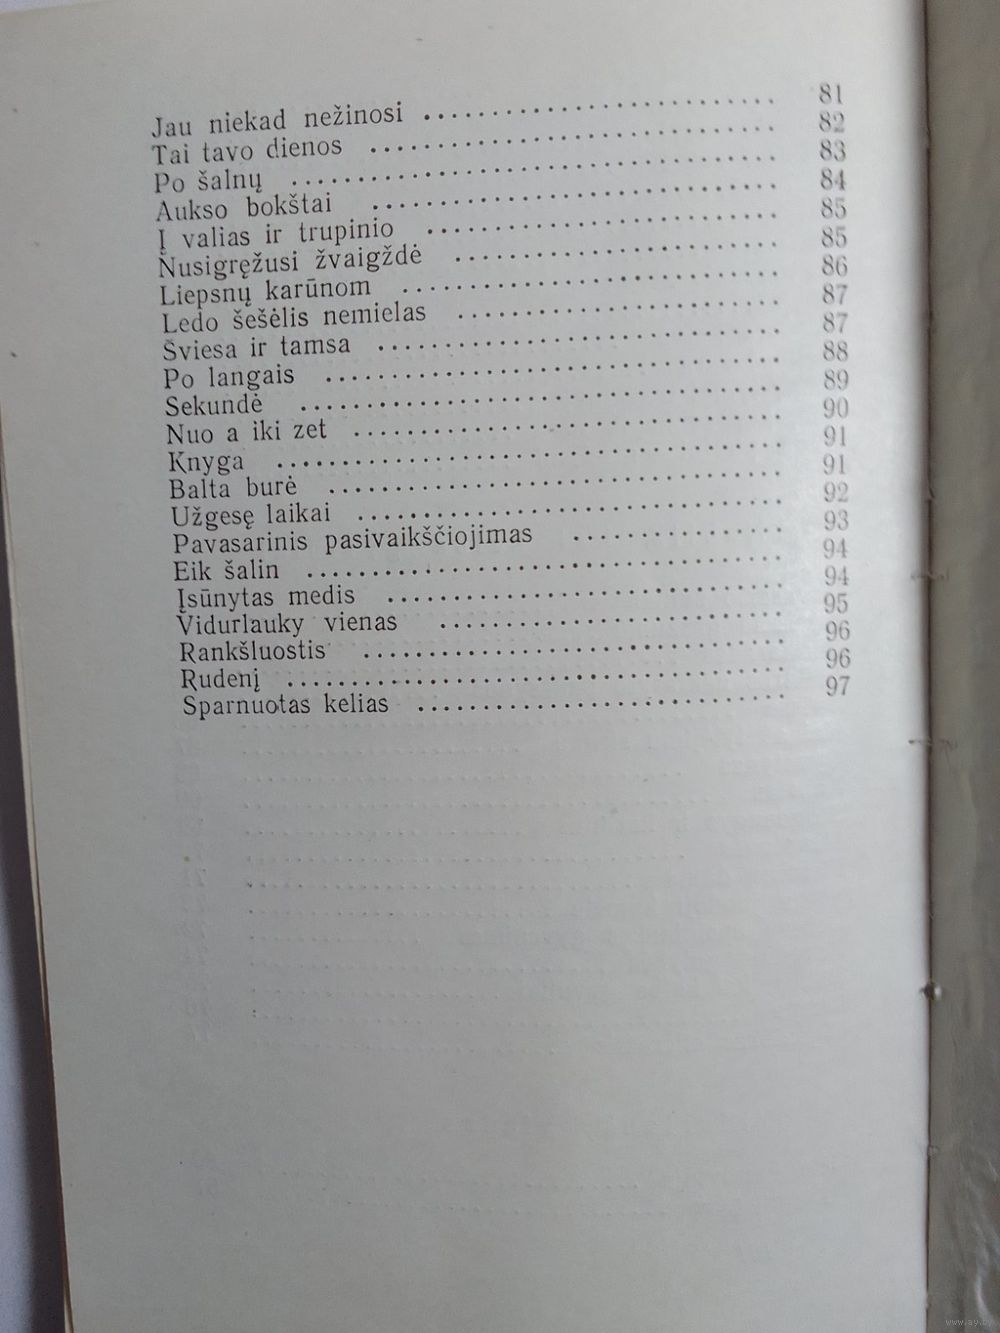 Jau niekad nežinosi 81
Tai tavo dienos 82
Po šalnų 83
Aukso bokštai 84
Į valias ir trupinio 85
Nusigręžusi žvaigždė 85
Liepsnų karūnom 86
Ledo šešėlis nemielas 87
Šviesa ir tamsa 87
Po langais 88
Sekundė 89
Nuo a iki zet 90
Knyga 91
Balta burė 91
Užgesę laikai 92
Pavasarinis pasivaikščiojimas 93
Eik šalin 94
Įsūnytas medis 94
Vidurlauky vienas 95
Rankšluostis 96
Rudenį 96
Sparnuotas kelias 97
www.ay.by